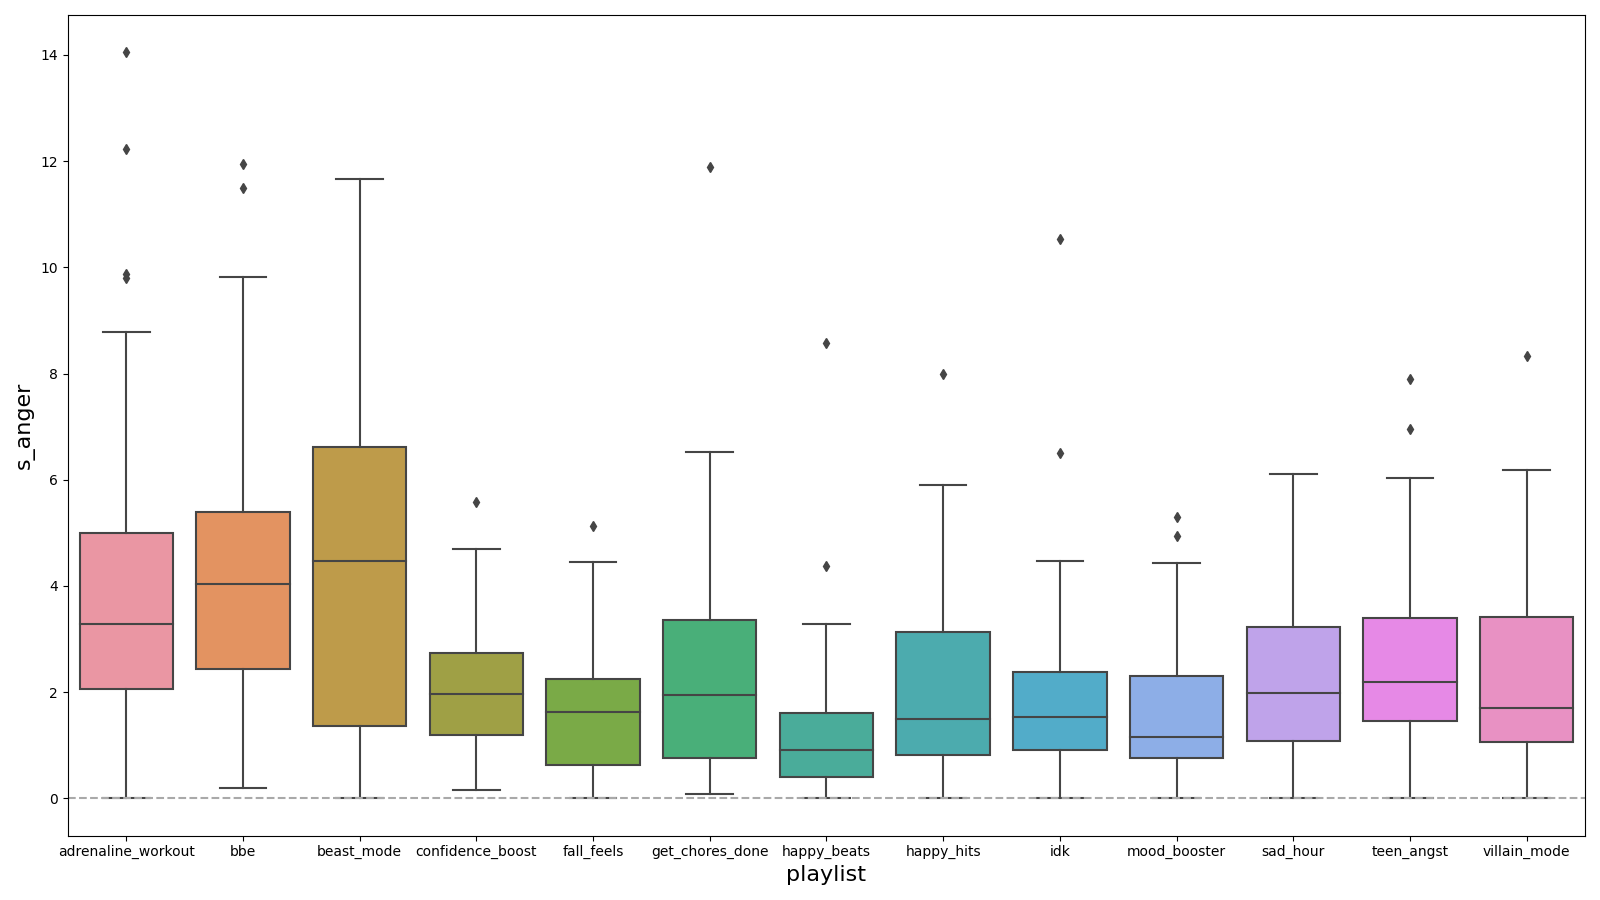 s_anger
14
12
10
8
6
4
2
0
adrenaline_workout bbe beast_mode confidence_boost fall_feels get_chores_done happy_beats happy_hits idk mood_booster sad_hour teen_angst villain_mode
playlist